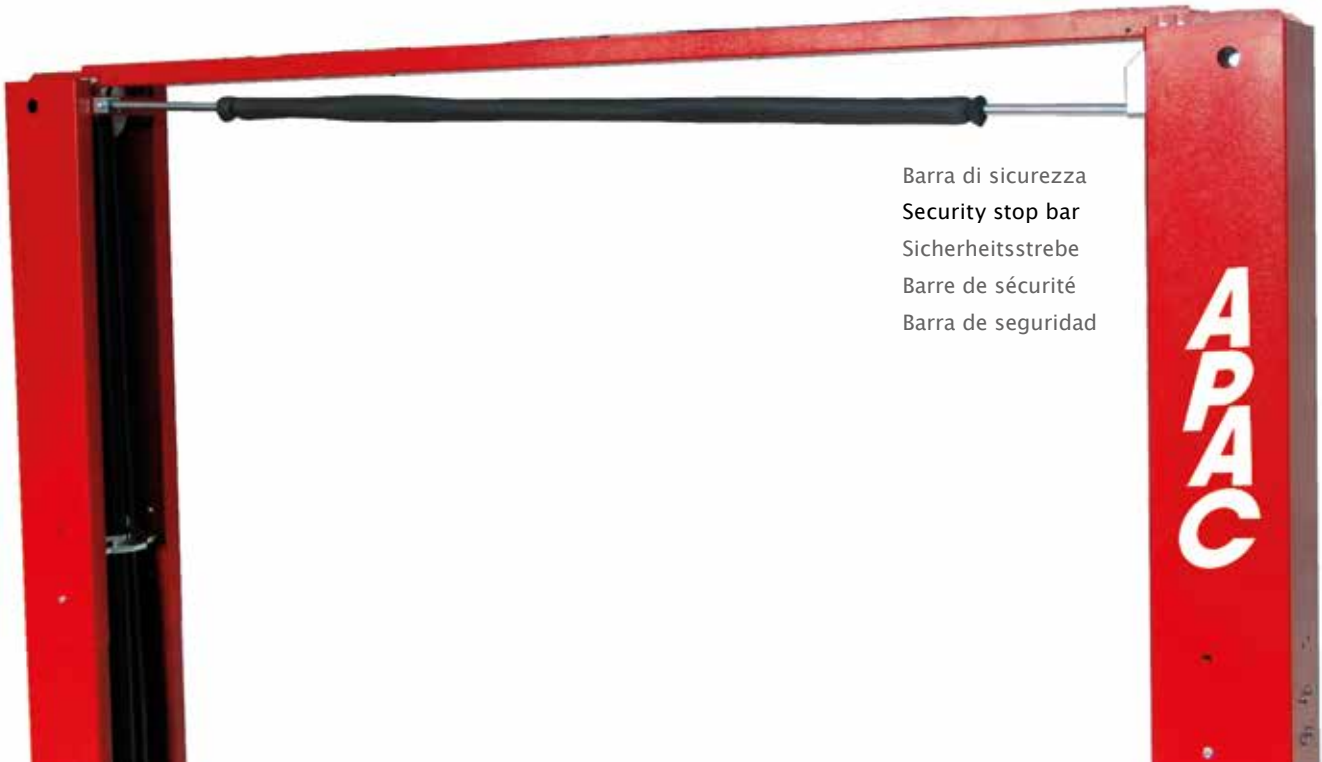 Barra di sicurezza
Security stop bar
Sicherheitsstrebe
Barre de sécurité
Barra de seguridad
APAC